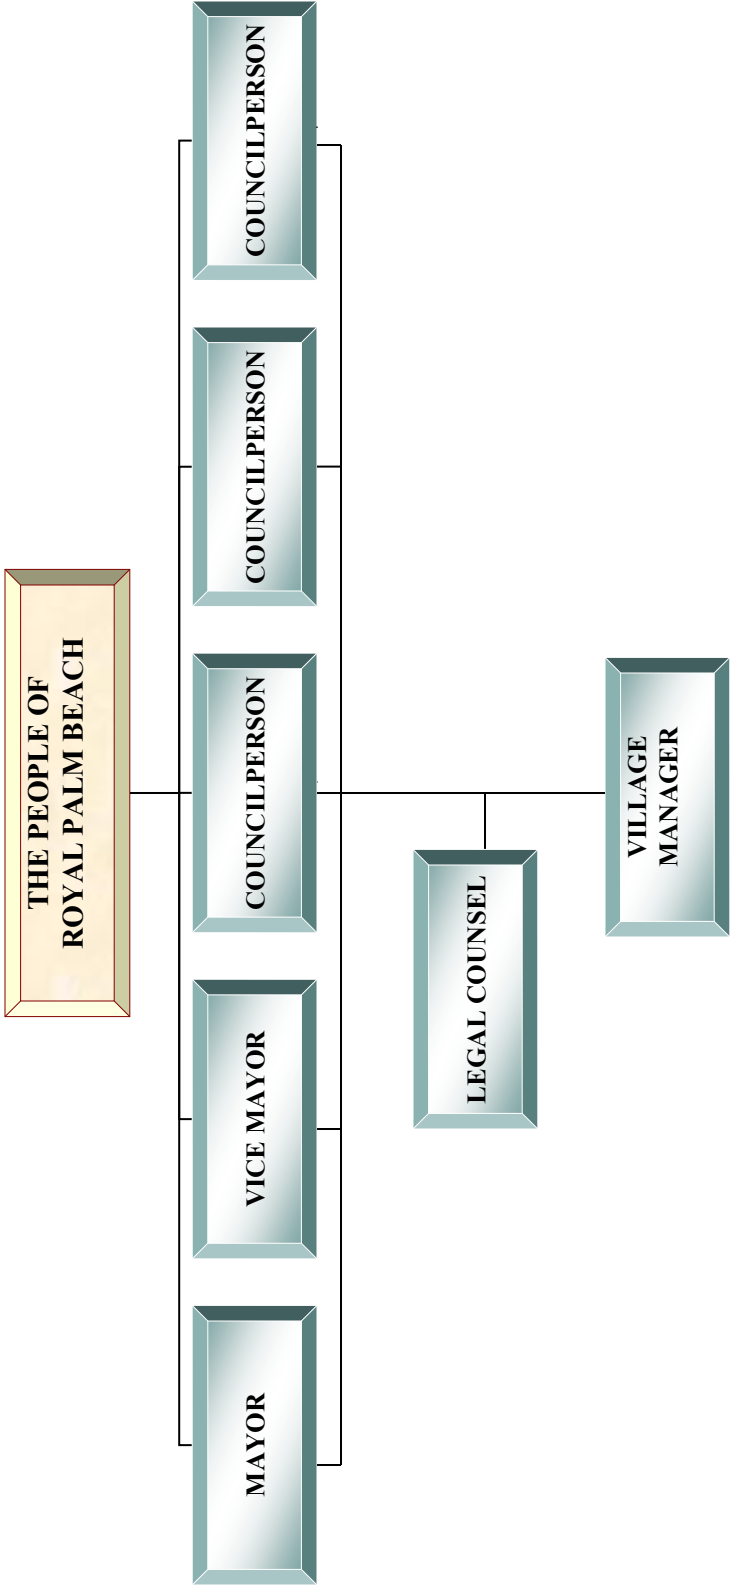 THE PEOPLE OF
ROYAL PALM BEACH
MAYOR
VICE MAYOR
COUNCILPERSON
COUNCILPERSON
COUNCILPERSON
LEGAL COUNSEL
VILLAGE
MANAGER